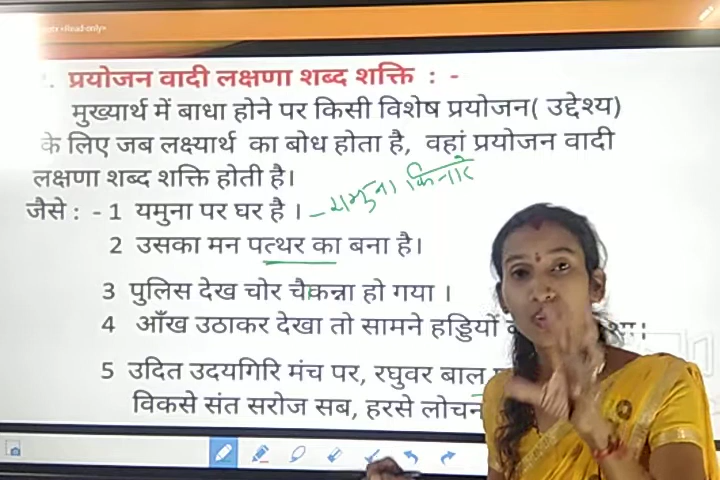 <Read-only>
. प्रयोजन वादी लक्षणा शब्द शक्ति : -
मुख्यार्थ में बाधा होने पर किसी विशेष प्रयोजन( उद्देश्य)
के लिए जब लक्ष्यार्थ का बोध होता है, वहां प्रयोजन वादी
लक्षणा शब्द शक्ति होती है।
जैसे : - 1 यमुना पर घर है । - यमुना किनारे
2 उसका मन पत्थर का बना है।
3 पुलिस देख चोर चौकन्ना हो गया ।
4 आँख उठाकर देखा तो सामने हड्डियों
5 उदित उदयगिरि मंच पर, रघुवर बाल
विकसे संत सरोज सब, हरसे लोचन